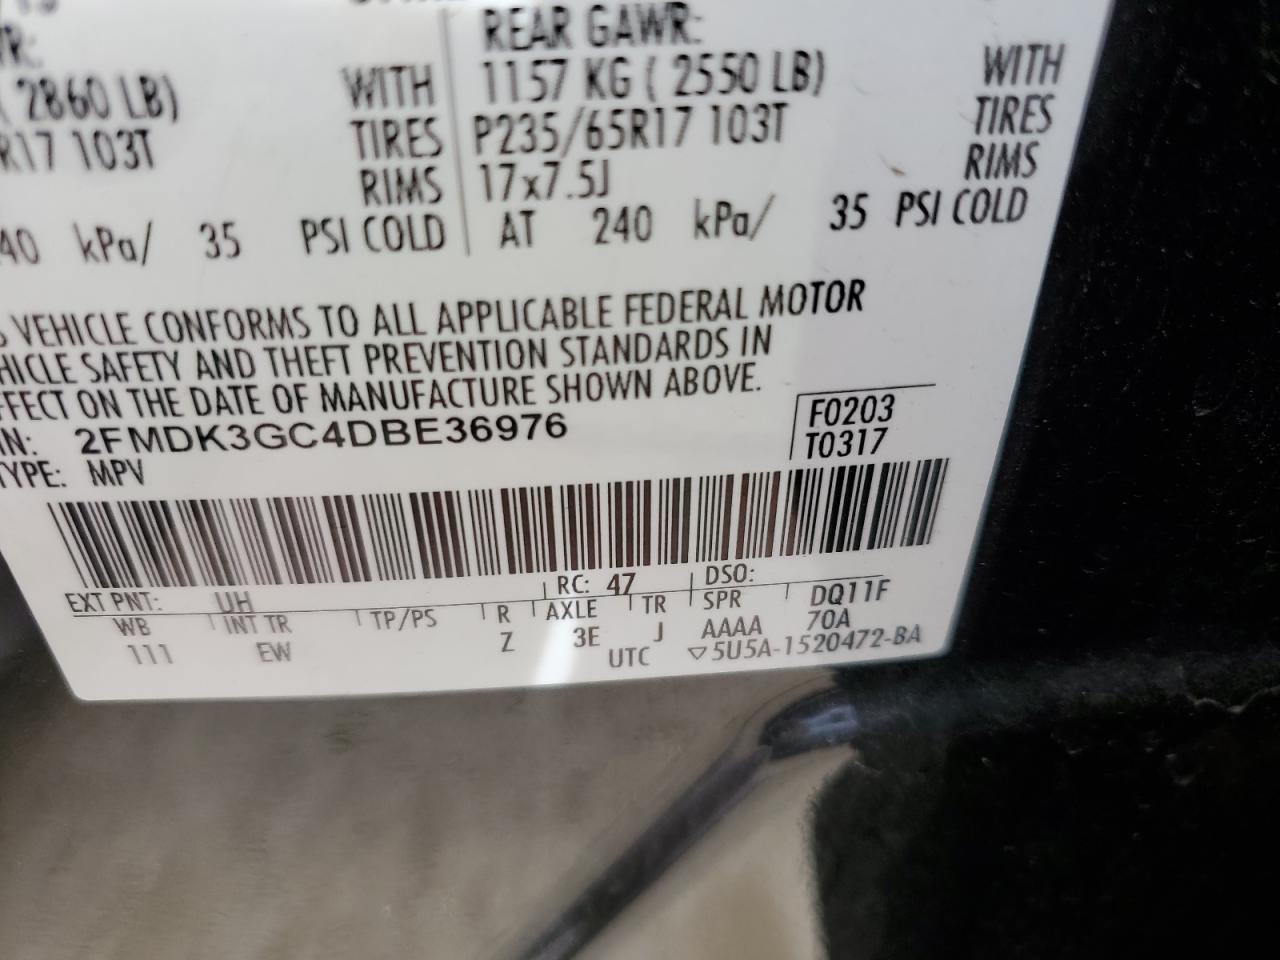 REAR GAWR:
2860 LB) WITH 1157 KG ( 2550 LB) WITH
R17 103T TIRES P235/65R17 103T TIRES
RIMS 17x7.5J RIMS
40 kPa/ 35 PSI COLD AT 240 kPa/ 35 PSI COLD
VEHICLE CONFORMS TO ALL APPLICABLE FEDERAL MOTOR
HICLE SAFETY AND THEFT PREVENTION STANDARDS IN
FFECT ON THE DATE OF MANUFACTURE SHOWN ABOVE.
IN: 2FMDK3GC4DBE36976
F0203
T0317
TYPE: MPV
EXT PNT: UH RC: 47 DSO:
WB INT TR TP/PS R AXLE TR SPR DQ11F
111 EW Z 3E J AAAA 70A
UTC ▽5U5A-1520472-BA